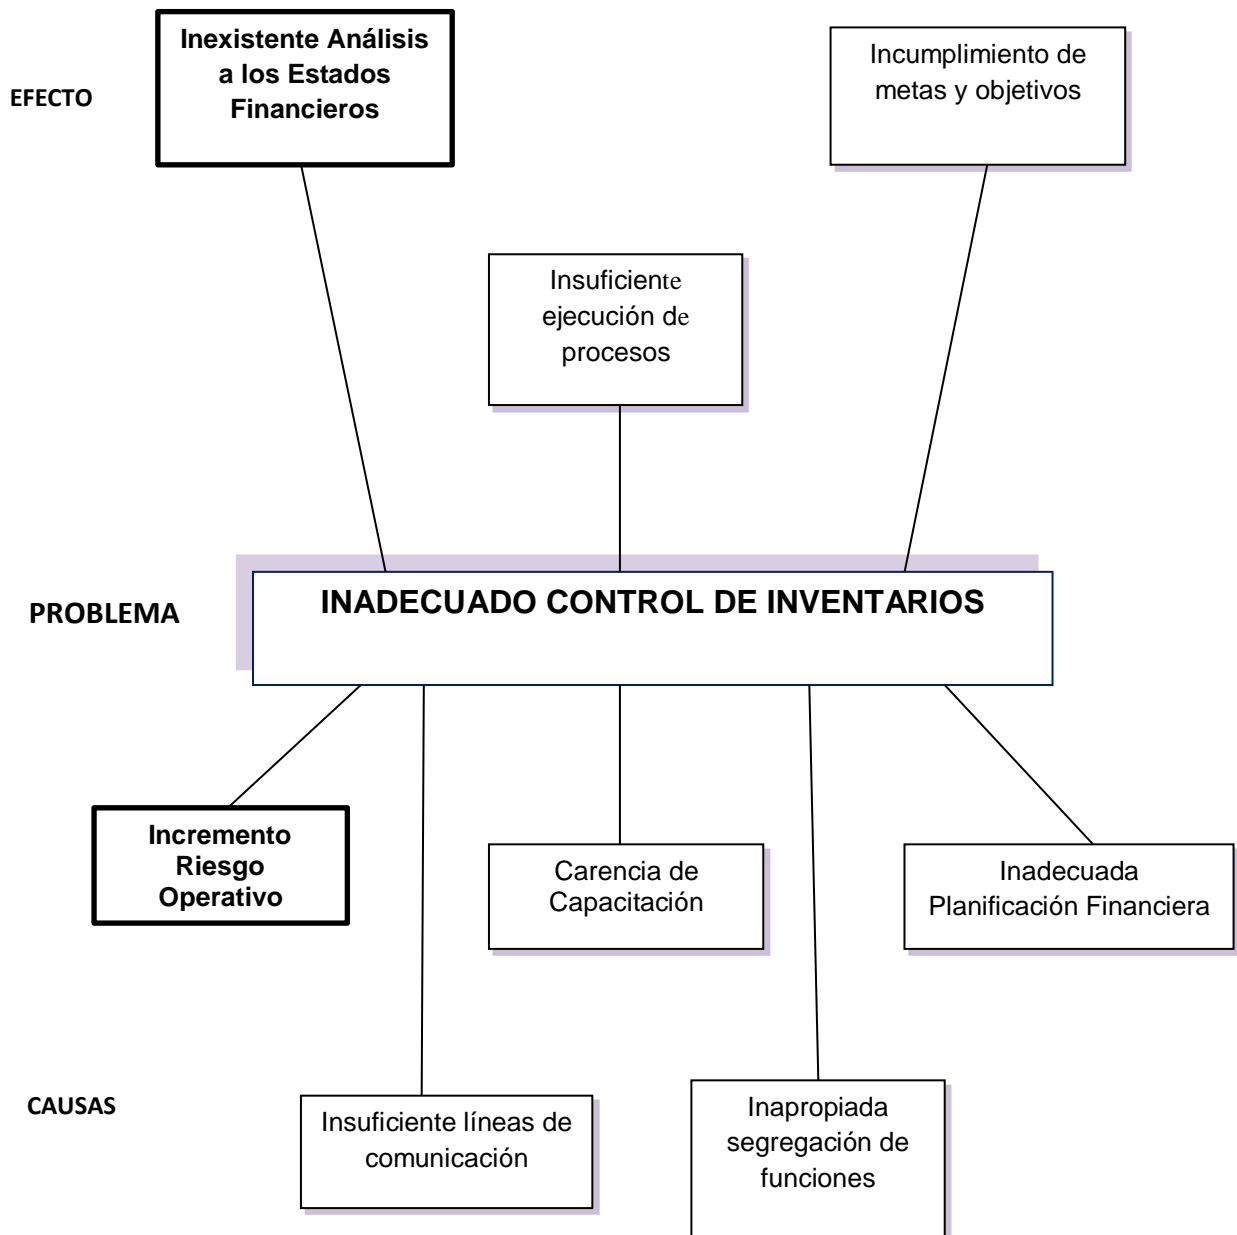 Inexistente Análisis
a los Estados
Financieros
Incumplimiento de
metas y objetivos
EFECTO
Insuficiente
ejecución de
procesos
PROBLEMA
INADECUADO CONTROL DE INVENTARIOS
Incremento
Riesgo
Operativo
Carencia de
Capacitación
Inadecuada
Planificación Financiera
CAUSAS
Insuficiente líneas de
comunicación
Inapropiada
segregación de
funciones